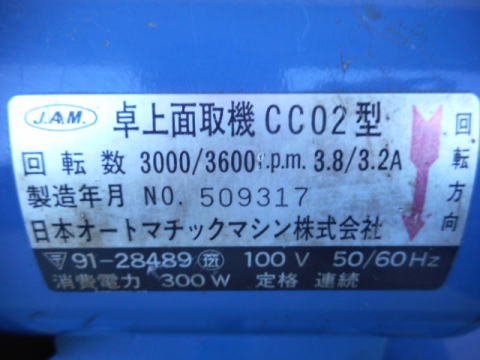 J.A.M. 卓上面取機 CC02型
回転数 3000/3600r.p.m. 3.8/3.2A
製造年月 NO. 509317
日本オートマチックマシン株式会社
回転方向
〒 91-28489 100V 50/60Hz
消費電力 300W 定格 連続